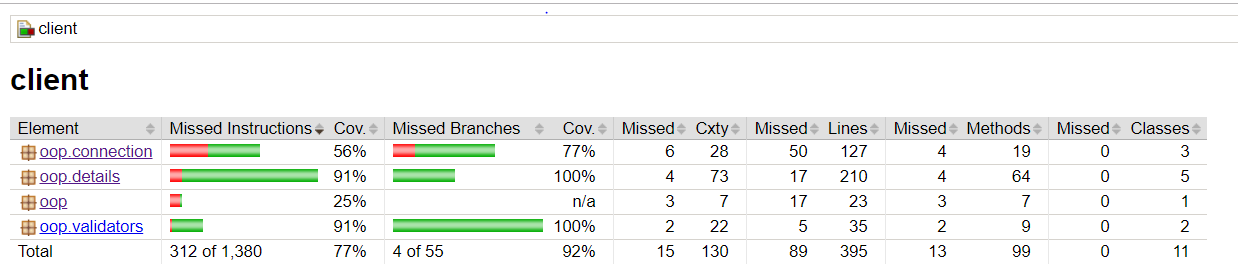 client
client
Element Missed Instructions Cov. Missed Branches Cov. Missed Cxty Missed Lines Missed Methods Missed Classes
oop.connection 56% 77% 6 28 50 127 4 19 0 3
oop.details 91% 100% 4 73 17 210 4 64 0 5
oop 25% n/a 3 7 17 23 3 7 0 1
oop.validators 91% 100% 2 22 5 35 2 9 0 2
Total 312 of 1,380 77% 4 of 55 92% 15 130 89 395 13 99 0 11